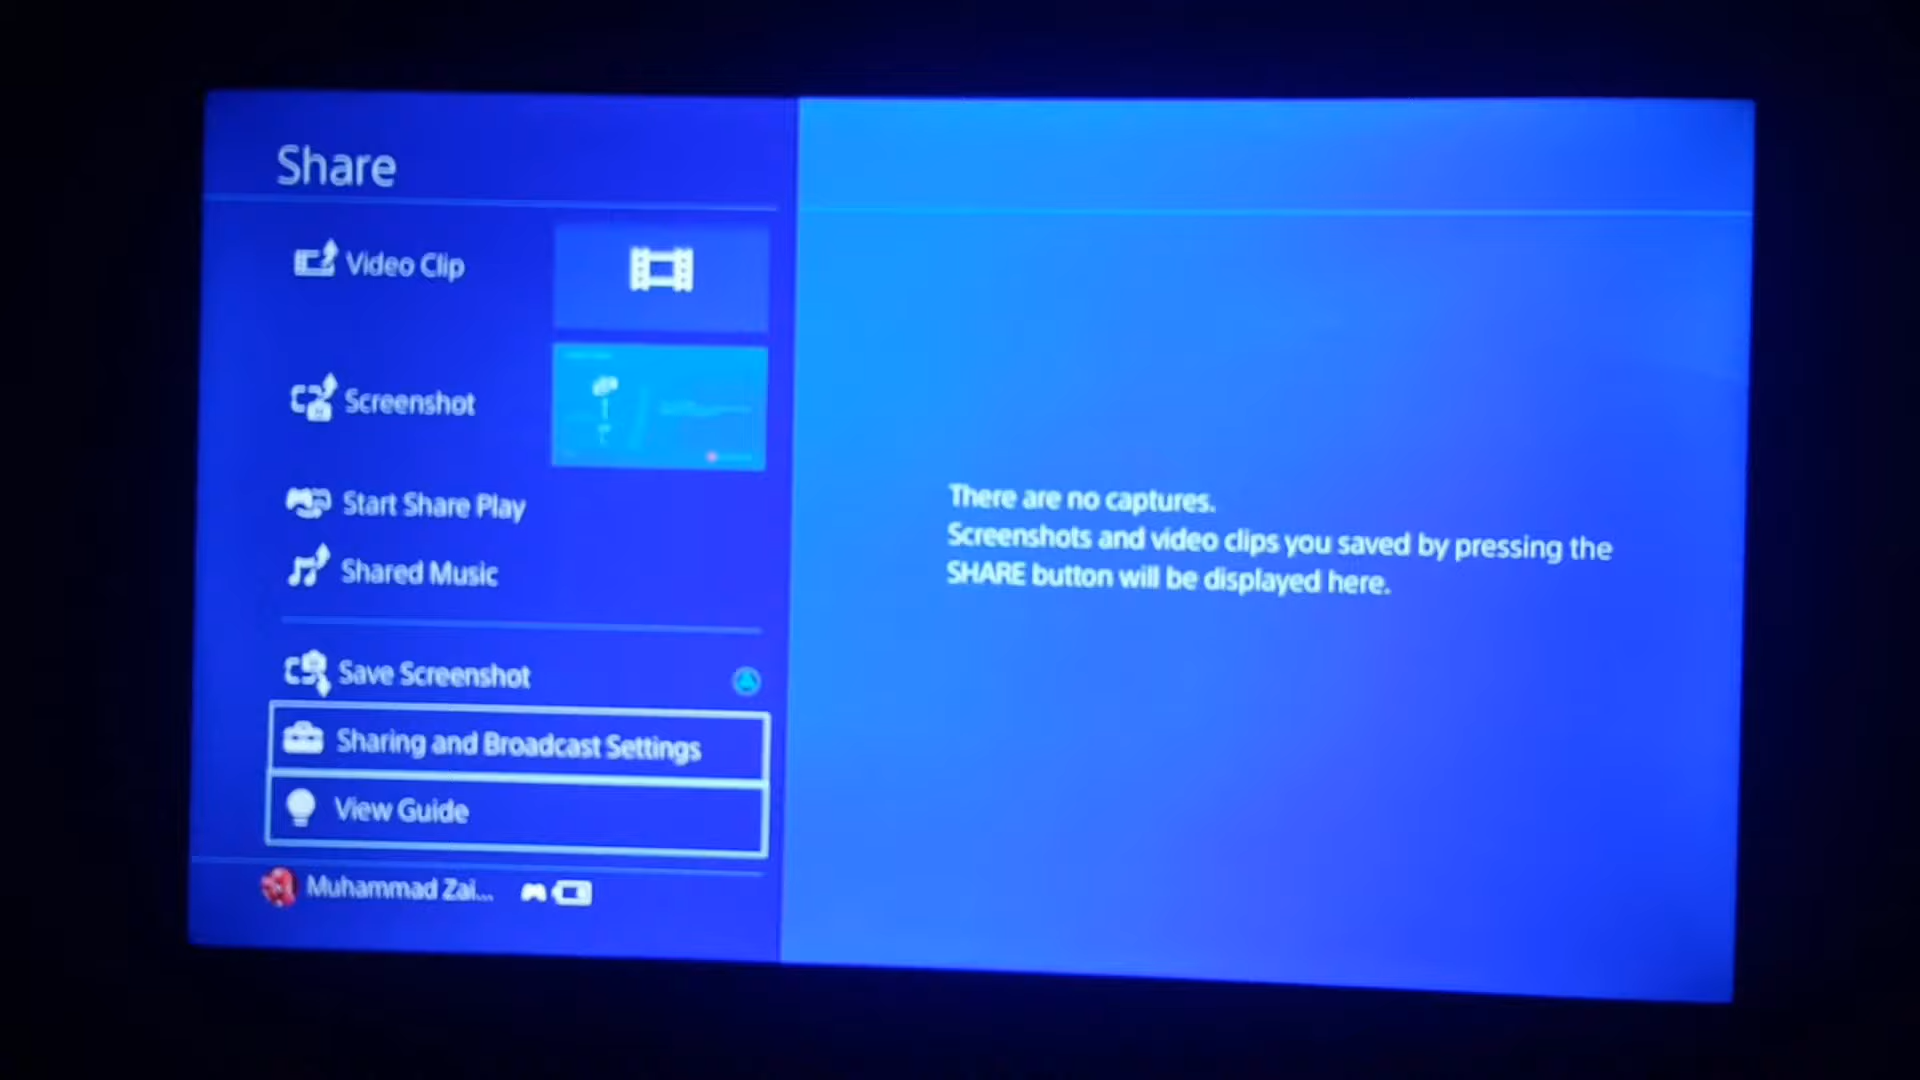 Share
Video Clip
Screenshot
Start Share Play
Shared Music
Save Screenshot
Sharing and Broadcast Settings
View Guide
Muhammad Zai...
There are no captures.
Screenshots and video clips you saved by pressing the
SHARE button will be displayed here.